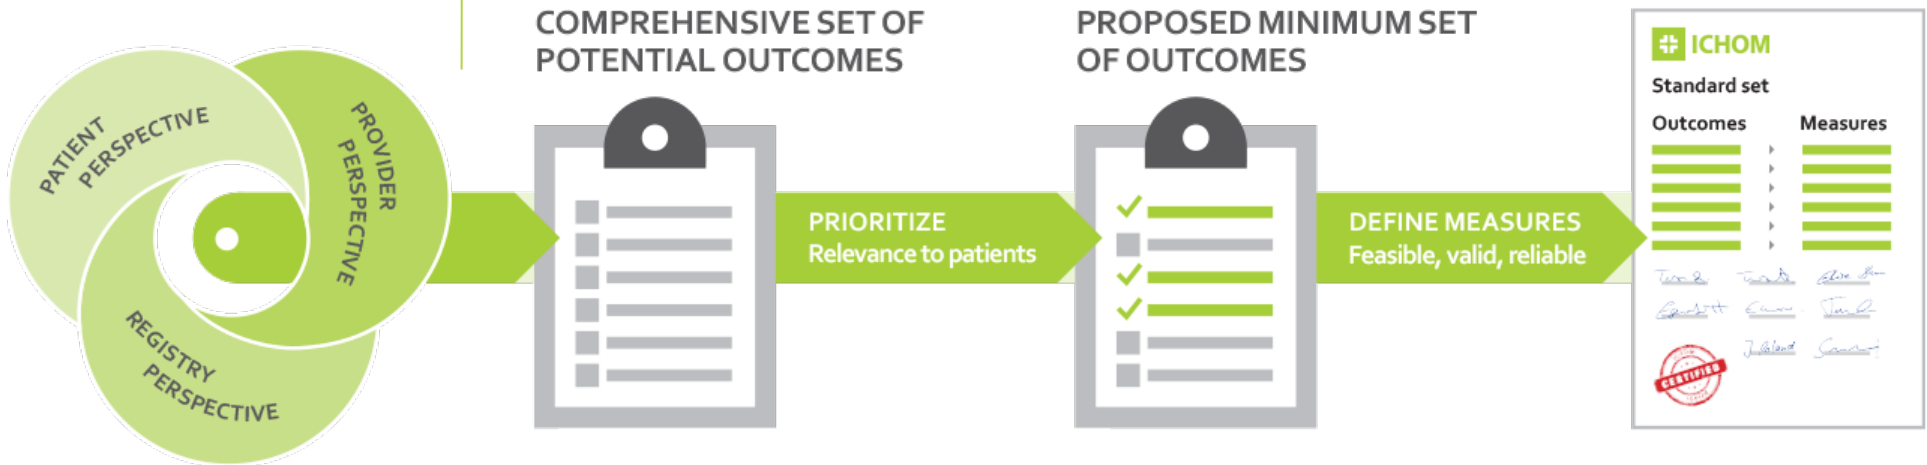 PATIENT
PERSPECTIVE
PROVIDER
PERSPECTIVE
REGISTRY
PERSPECTIVE
COMPREHENSIVE SET OF
POTENTIAL OUTCOMES
PRIORITIZE
Relevance to patients
PROPOSED MINIMUM SET
OF OUTCOMES
DEFINE MEASURES
Feasible, valid, reliable
ICHOM
Standard set
Outcomes Measures
CERTIFIED